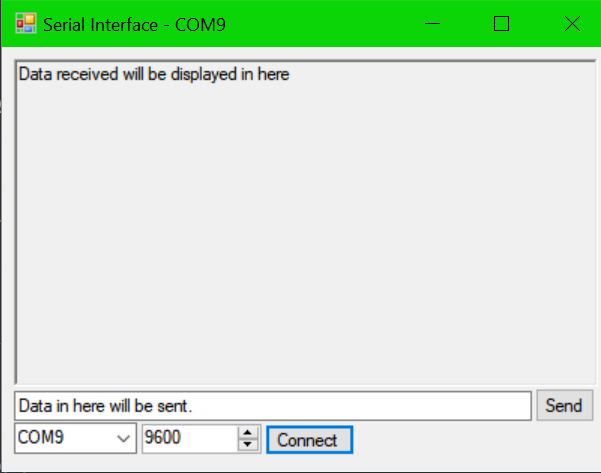 Serial Interface - COM9
Data received will be displayed in here
Data in here will be sent.
Send
COM9
9600
Connect